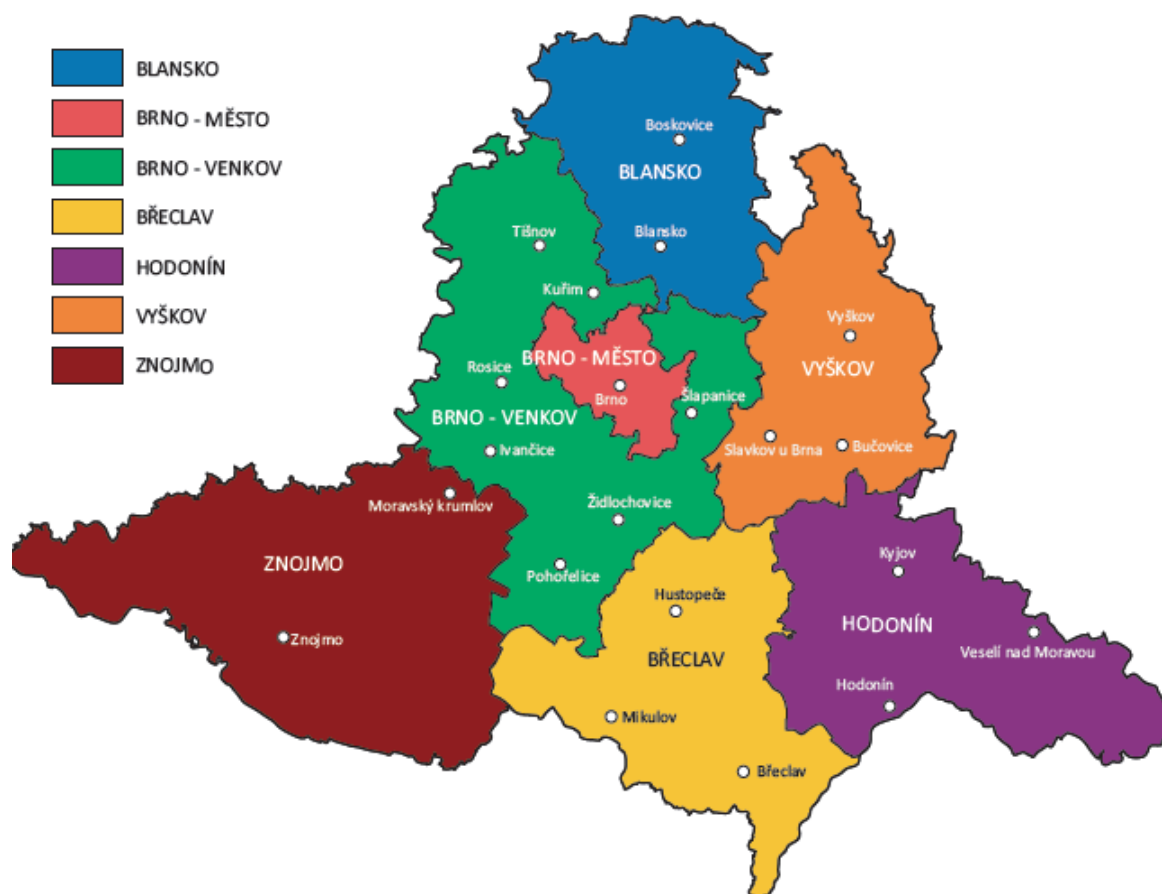 BLANSKO
BRNO - MĚSTO
BRNO - VENKOV
BŘECLAV
HODONÍN
VYŠKOV
ZNOJMO
Boskovice
BLANSKO
Tišnov
Blansko
Kuřim
Vyškov
BRNO - MĚSTO
VYŠKOV
Rosice
Brno
Šlapanice
BRNO - VENKOV
Ivančice
Slavkov u Brna
Bučovice
Moravský krumlov
Židlochovice
Kyjov
ZNOJMO
Pohořelice
Hustopeče
HODONÍN
Znojmo
Veselí nad Moravou
BŘECLAV
Hodonín
Mikulov
Břeclav